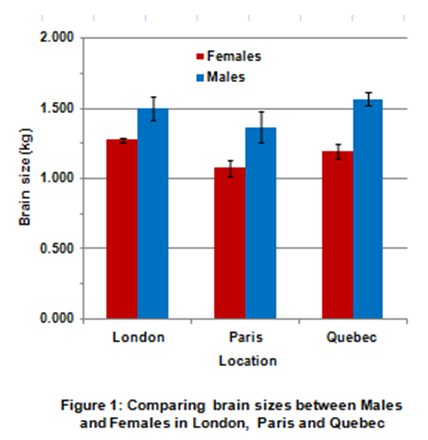 2.000
Females
Males
1.500
1.000
0.500
0.000
Brain size(kg)
London Paris Quebec
Location
Figure 1: Comparing brain sizes between Males
and Females in London, Paris and Quebec